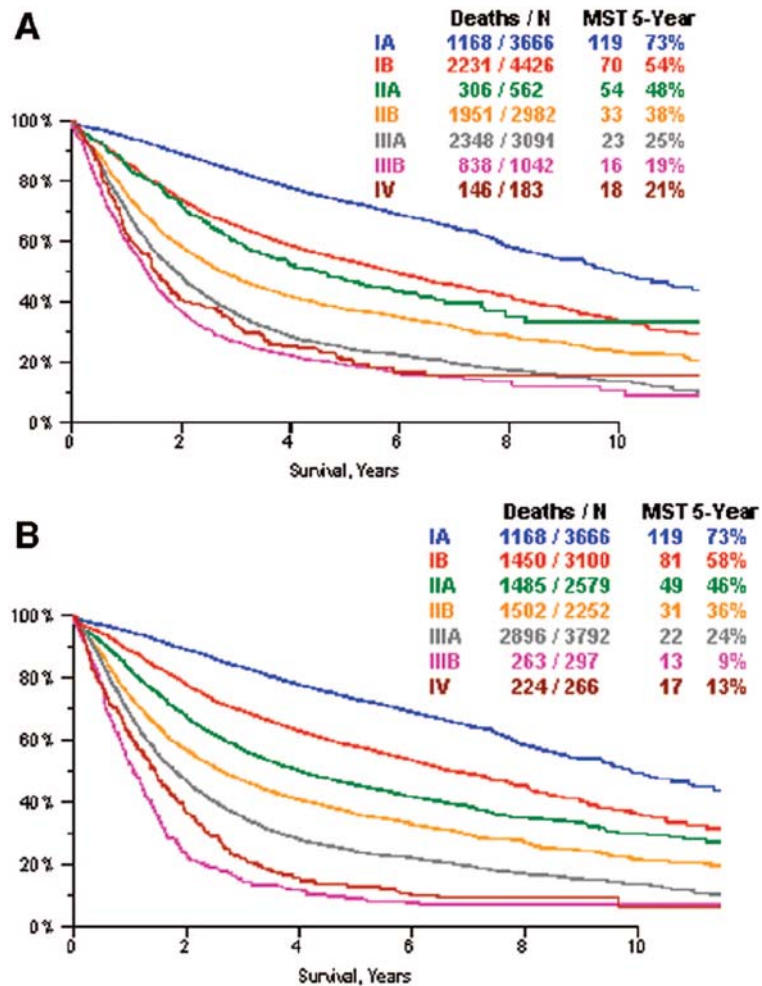 A
Deaths / N MST 5-Year
IA 1168 / 3666 119 73%
IB 2231 / 4426 70 54%
IIA 306 / 562 54 48%
IIB 1951 / 2982 33 38%
IIIA 2348 / 3091 23 25%
IIIB 838 / 1042 16 19%
IV 146 / 183 18 21%
100%
80%
60%
40%
20%
0%
0 2 4 6 8 10
Survival, Years
B
Deaths / N MST 5-Year
IA 1168 / 3666 119 73%
IB 1450 / 3100 81 58%
IIA 1485 / 2579 49 46%
IIB 1502 / 2252 31 36%
IIIA 2896 / 3792 22 24%
IIIB 263 / 297 13 9%
IV 224 / 266 17 13%
100%
80%
60%
40%
20%
0%
0 2 4 6 8 10
Survival, Years